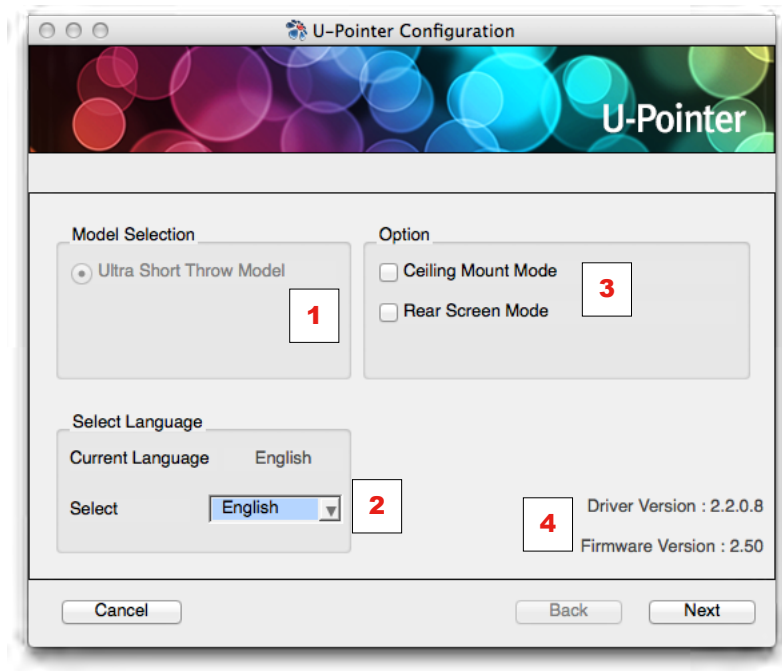 U-Pointer Configuration
U-Pointer
Model Selection
Ultra Short Throw Model
1
Option
Ceiling Mount Mode
Rear Screen Mode
3
Select Language
Current Language English
Select English
2
4
Driver Version : 2.2.0.8
Firmware Version : 2.50
Cancel
Back
Next